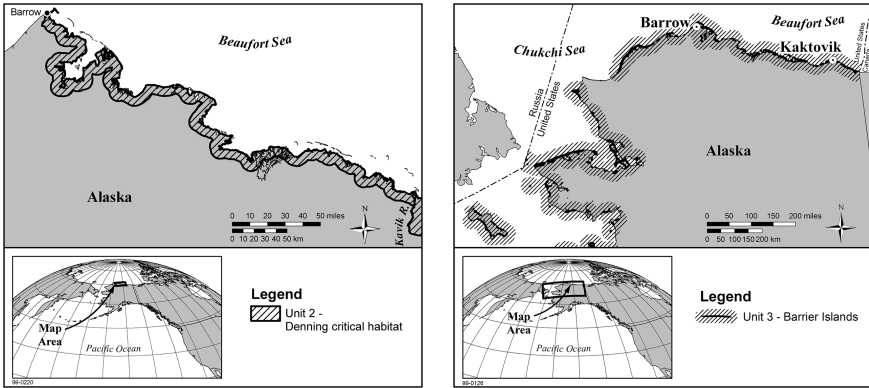 Barrow
Beaufort Sea
Alaska
Kavik R.
N
0 10 20 30 40 50 miles
0 10 20 30 40 50 km
Map
Area
Pacific Ocean
Legend
Unit 2 -
Denning critical habitat
99-0220
Barrow
Beaufort Sea
Chukchi Sea
Kaktovik
United States
Canada
Russia
United States
Alaska
N
0 50 100 150 200 miles
0 50 100 150 200 km
Map
Area
Pacific Ocean
Legend
Unit 3 - Barrier Islands
99-0126